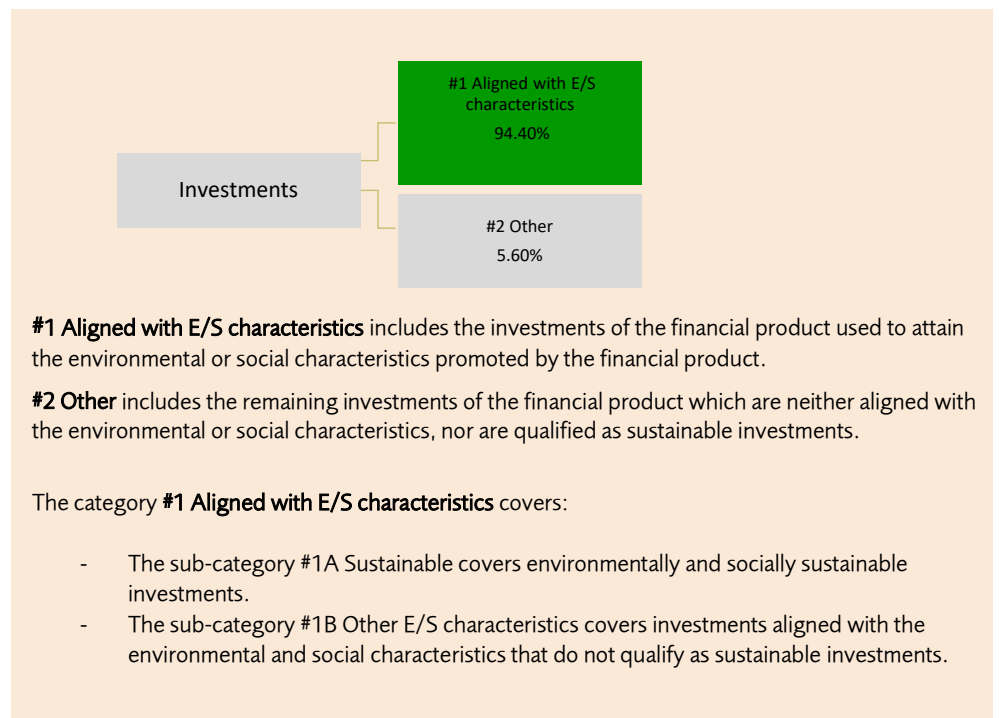 #1 Aligned with E/S
characteristics
94.40%
Investments
#2 Other
5.60%
#1 Aligned with E/S characteristics includes the investments of the financial product used to attain
the environmental or social characteristics promoted by the financial product.
#2 Other includes the remaining investments of the financial product which are neither aligned with
the environmental or social characteristics, nor are qualified as sustainable investments.
The category #1 Aligned with E/S characteristics covers:
- The sub-category #1A Sustainable covers environmentally and socially sustainable
investments.
- The sub-category #1B Other E/S characteristics covers investments aligned with the
environmental and social characteristics that do not qualify as sustainable investments.